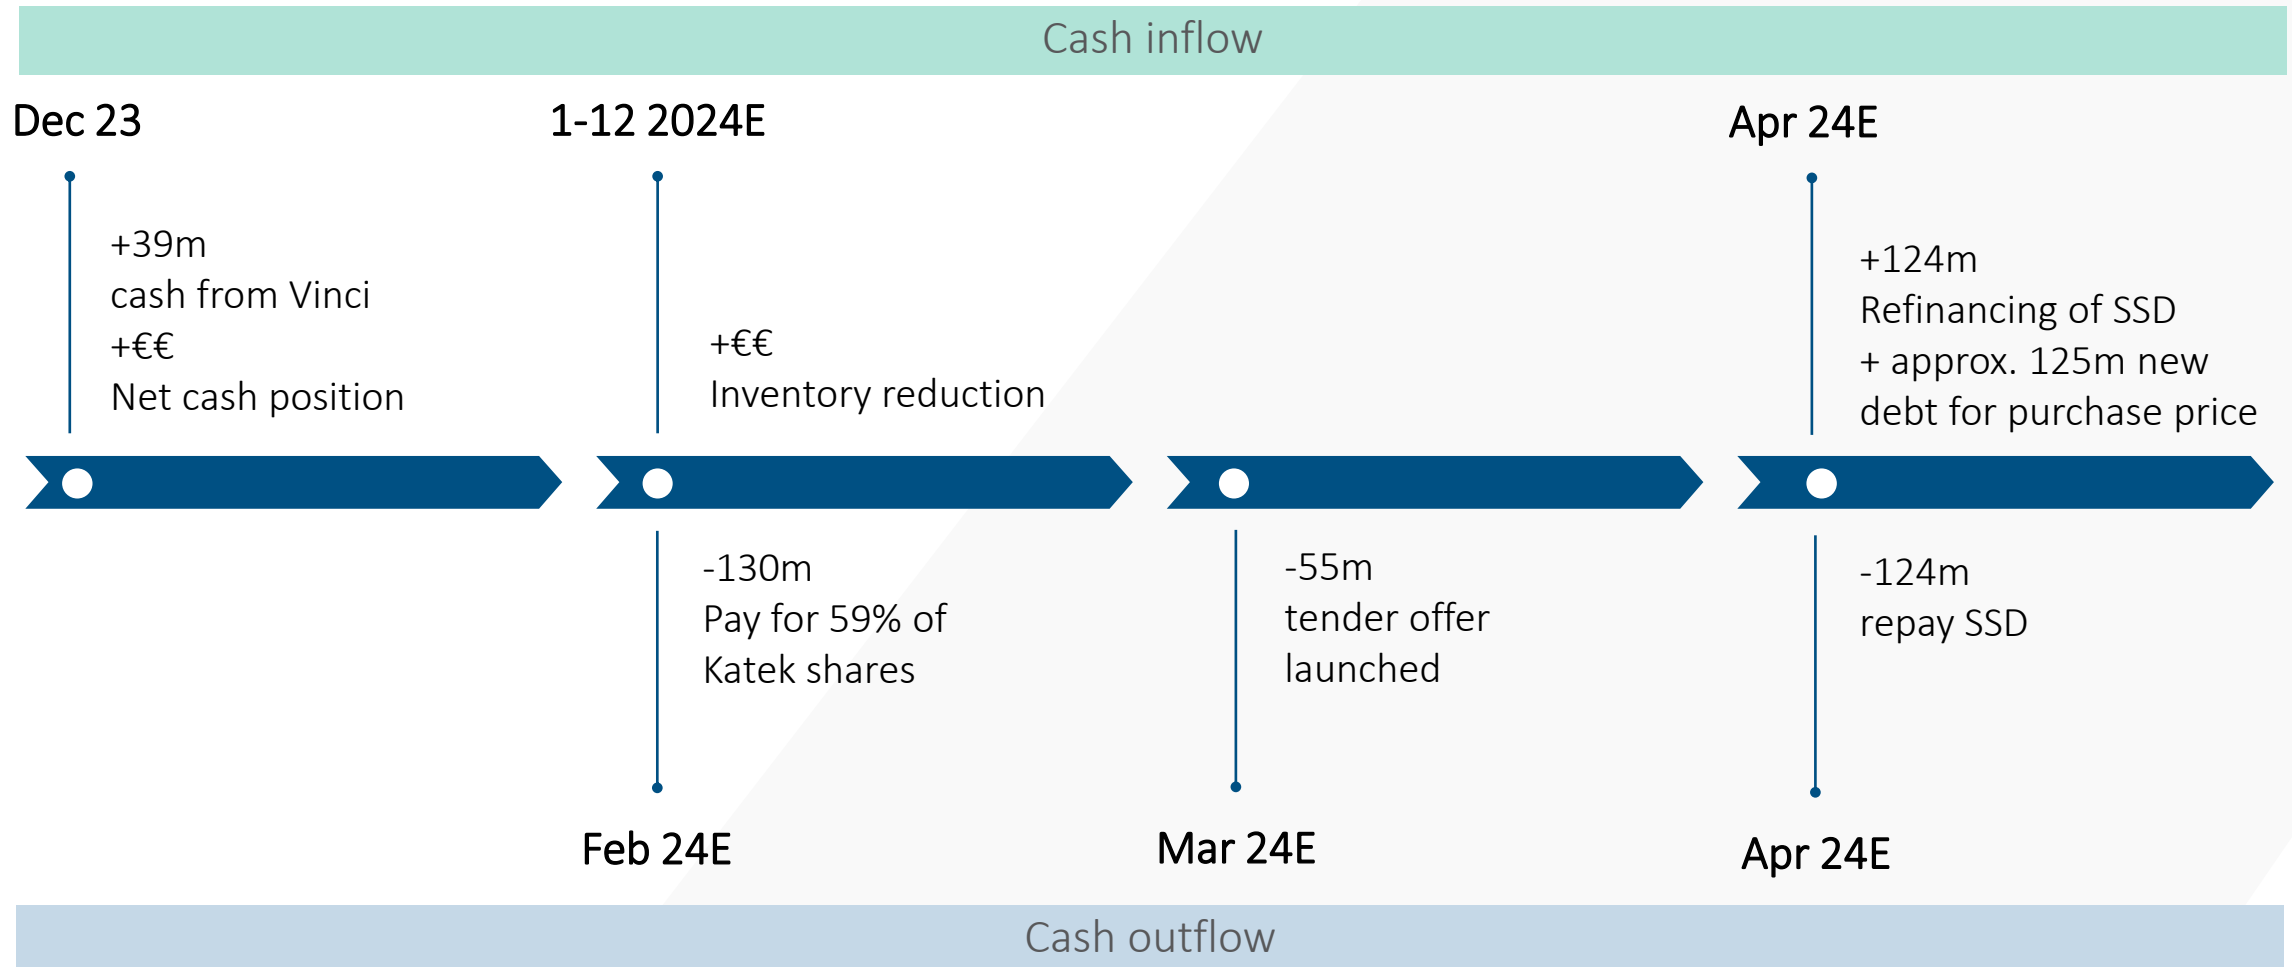 Cash inflow
Dec 23
+39m
cash from Vinci
+€€
Net cash position
1-12 2024E
+€€
Inventory reduction
Apr 24E
+124m
Refinancing of SSD
+ approx. 125m new
debt for purchase price
-130m
Pay for 59% of
Katek shares
Feb 24E
-55m
tender offer
launched
Mar 24E
-124m
repay SSD
Apr 24E
Cash outflow